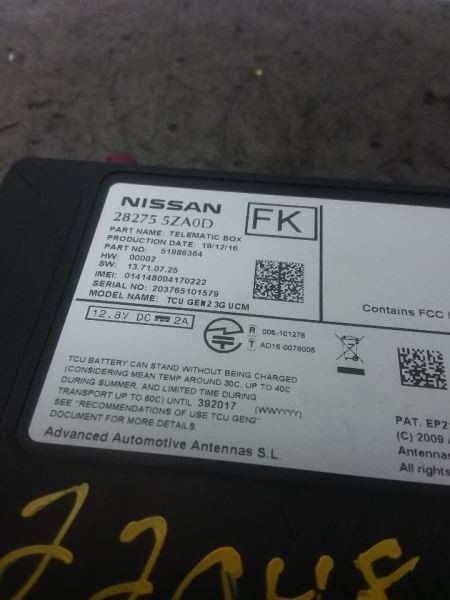 NISSAN
28275 5ZA0D
FK
PART NAME: TELEMATIC BOX
PRODUCTION DATE: 19/12/16
PART NO: 51986364
HW: 00002
SW: 13.71.07.25
IMEI: 014148004170222
SERIAL: 203765101579
MODEL NAME: TCU GEN2 3G UCM
Contains FCC
12.8V DC 2A
R 006-101276
T AD16-0079006
TCU BATTERY CAN STAND WITHOUT BEING CHARGED
(CONSIDERING MEAN TEMP AROUND 30C, UP TO 40C
DURING SUMMER, AND LIMITED TIME DURING
TRANSPORT UP TO 60C) UNTIL 392017 (WWYYYY)
SEE "RECOMMENDATIONS OF USE TCU GEN2"
DOCUMENT FOR MORE DETAILS.
Advanced Automotive Antennas S.L.
PAT. EP2
(C) 2009
Antenna
All rights